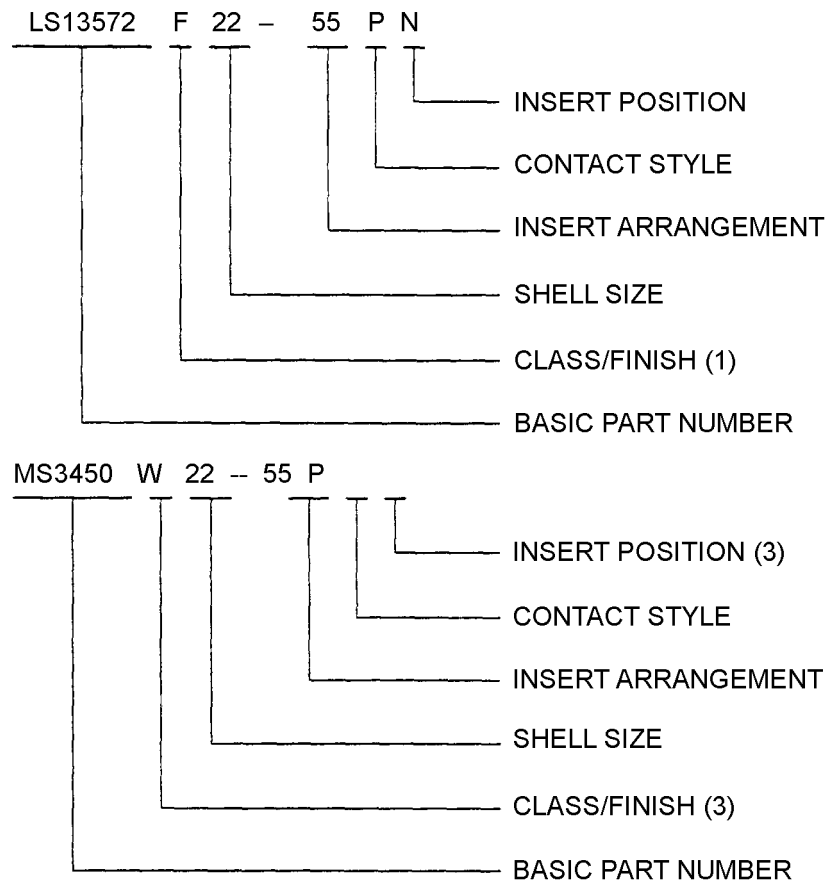 LS13572 F 22 – 55 P N
INSERT POSITION
CONTACT STYLE
INSERT ARRANGEMENT
SHELL SIZE
CLASS/FINISH (1)
BASIC PART NUMBER
MS3450 W 22 -- 55 P
INSERT POSITION (3)
CONTACT STYLE
INSERT ARRANGEMENT
SHELL SIZE
CLASS/FINISH (3)
BASIC PART NUMBER